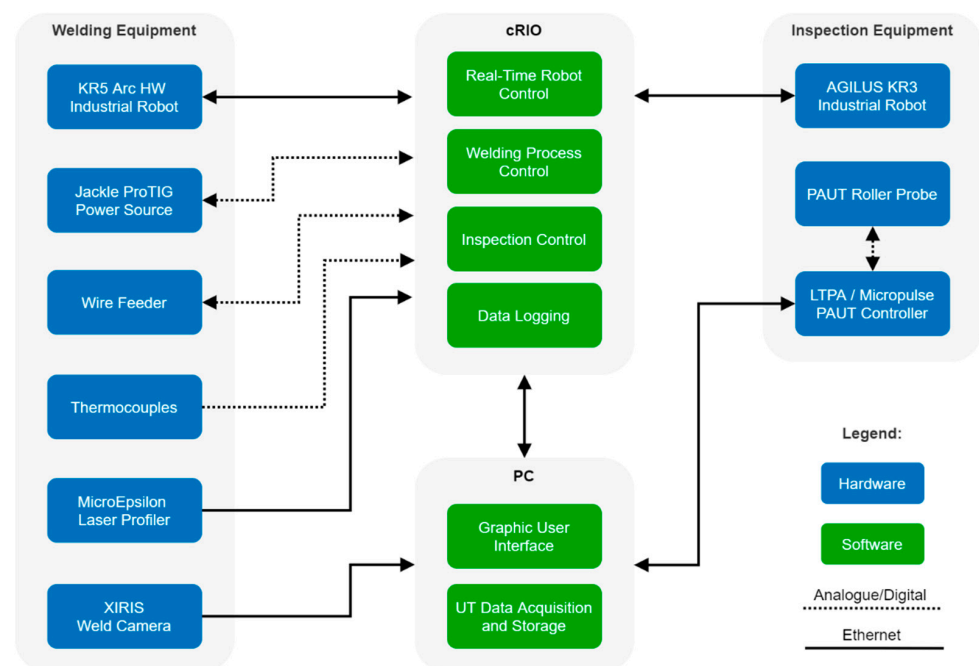 Welding Equipment
KR5 Arc HW
Industrial Robot
Jackle ProTIG
Power Source
Wire Feeder
Thermocouples
MicroEpsilon
Laser Profiler
XIRIS
Weld Camera
cRIO
Real-Time Robot
Control
Welding Process
Control
Inspection Control
Data Logging
PC
Graphic User
Interface
UT Data Acquisition
and Storage
Inspection Equipment
AGILUS KR3
Industrial Robot
PAUT Roller Probe
LTPA / Micropulse
PAUT Controller
Legend:
Hardware
Software
Analogue/Digital
Ethernet